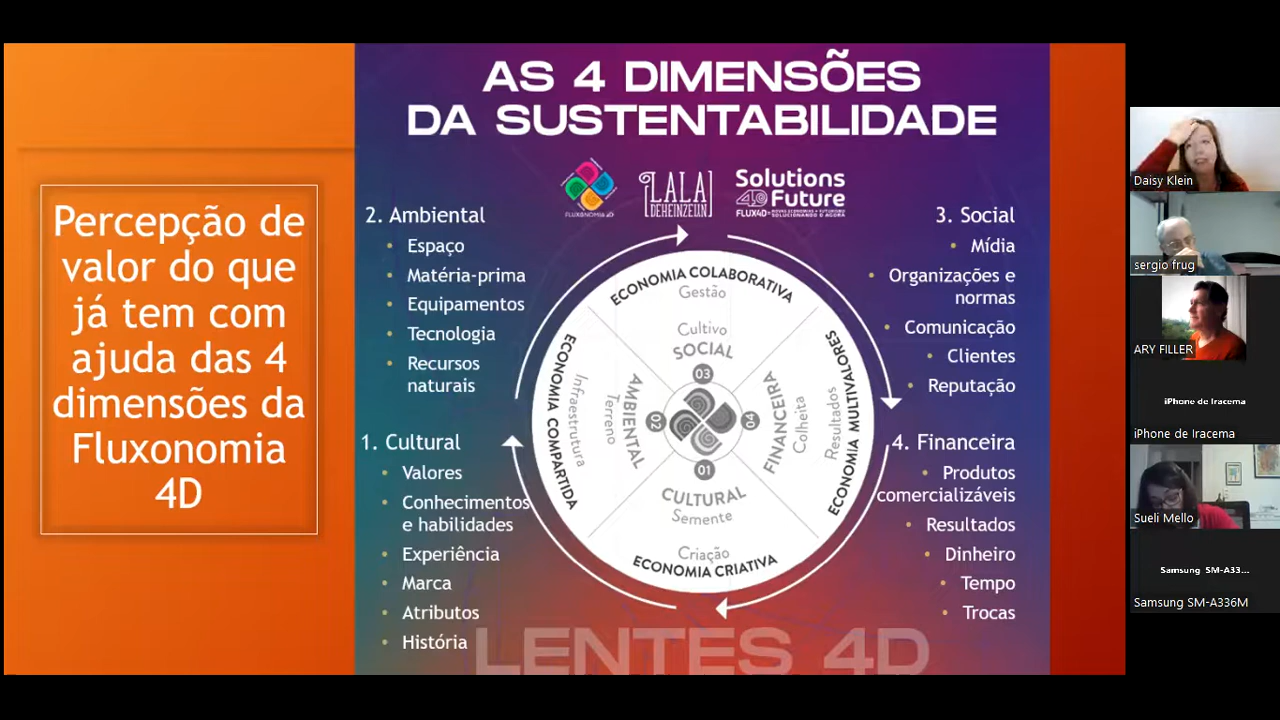 Percepção de
valor do que
já tem com
ajuda das 4
dimensões da
Fluxonomia
4D
AS 4 DIMENSÕES
DA SUSTENTABILIDADE
FLUXONOMIA 4D
LALA
DEHEINZELIN
Solutions
4D Future
FLUX4D
2. Ambiental
• Espaço
• Matéria-prima
• Equipamentos
• Tecnologia
• Recursos
naturais
1. Cultural
• Valores
• Conhecimentos
e habilidades
• Experiência
• Marca
• Atributos
• História
ECONOMIA COLABORATIVA
Gestão
Cultivo
SOCIAL
03
ECONOMIA COMPARTIDA
Infraestrutura
Terreno
AMBIENTAL
02
04
FINANCEIRA
Colheita
Resultados
ECONOMIA MULTIVALORES
01
CULTURAL
Semente
Criação
ECONOMIA CRIATIVA
3. Social
• Mídia
• Organizações e
normas
• Comunicação
• Clientes
• Reputação
4. Financeira
• Produtos
comercializáveis
• Resultados
• Dinheiro
• Tempo
• Trocas
LENTES 4D
Daisy Klein
sergio frug
ARY FILLER
iPhone de Iracema
iPhone de Iracema
Sueli Mello
Samsung SM-A33...
Samsung SM-A336M